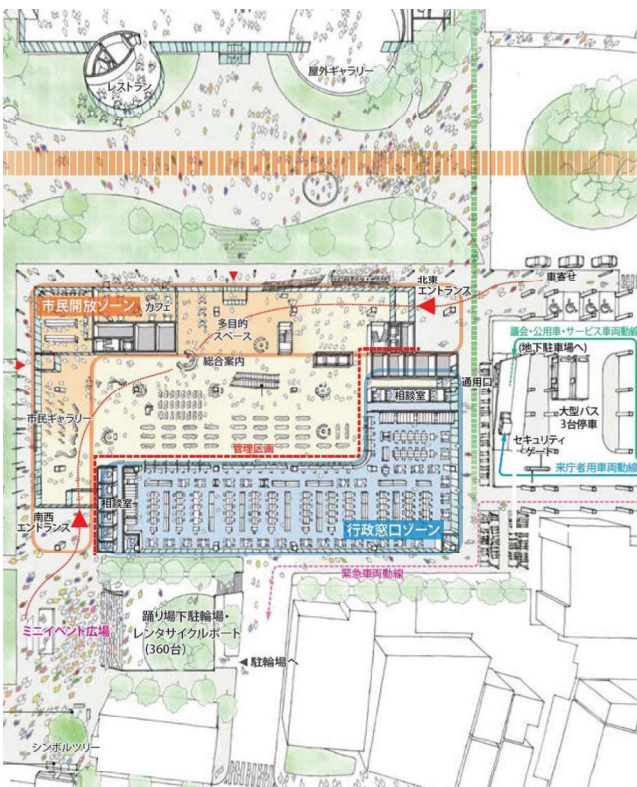 レストラン
屋外ギャラリー
北東
エントランス
車寄せ
市民開放ゾーン
カフェ
多目的
スペース
議会・公用車・サービス車両動線
(地下駐車場へ)
総合案内
通用口
相談室
大型バス
3台停車
市民ギャラリー
セキュリティ
ゲート
管理区画
来庁者用車両動線
相談室
南西
エントランス
行政窓口ゾーン
緊急車両動線
ミニイベント広場
踊り場下駐輪場・
レンタサイクルポート
(360台)
駐輪場へ
シンボルツリー